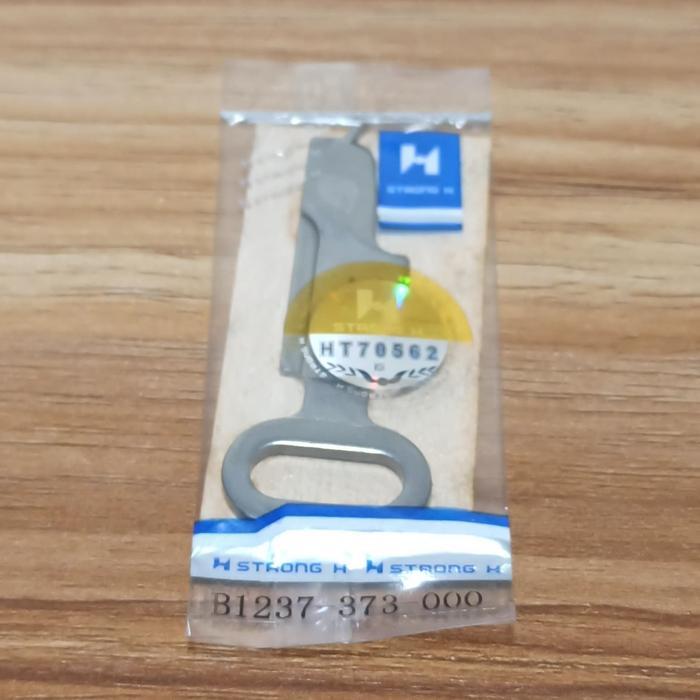 H
STRONG H
H
STRONG H
HT70562
H STRONG H H STRONG H
B1237-373-000